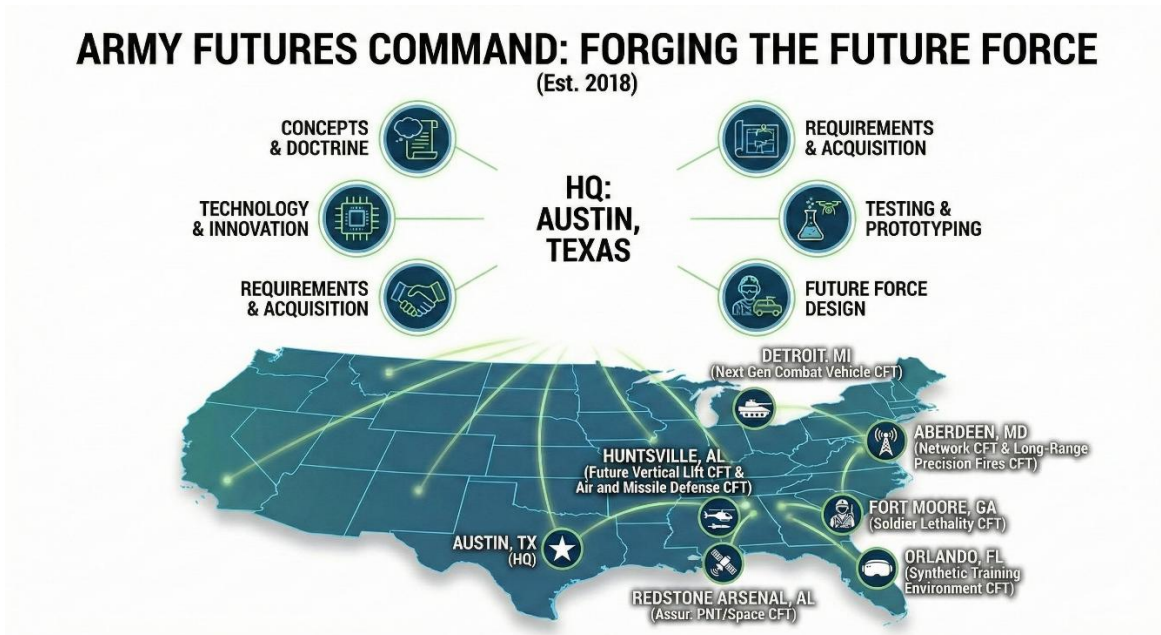 ARMY FUTURES COMMAND: FORGING THE FUTURE FORCE
(Est. 2018)
CONCEPTS
& DOCTRINE
TECHNOLOGY
& INNOVATION
REQUIREMENTS
& ACQUISITION
HQ:
AUSTIN,
TEXAS
REQUIREMENTS
& ACQUISITION
TESTING &
PROTOTYPING
FUTURE FORCE
DESIGN
DETROIT. MI
(Next Gen Combat Vehicle CFT)
ABERDEEN, MD
(Network CFT & Long-Range
Precision Fires CFT)
HUNTSVILLE, AL
(Future Vertical Lift CFT &
Air and Missile Defense CFT)
FORT MOORE, GA
(Soldier Lethality CFT)
AUSTIN, TX
(HQ)
ORLANDO, FL
(Synthetic Training
Environment CFT)
REDSTONE ARSENAL, AL
(Assur. PNT/Space CFT)